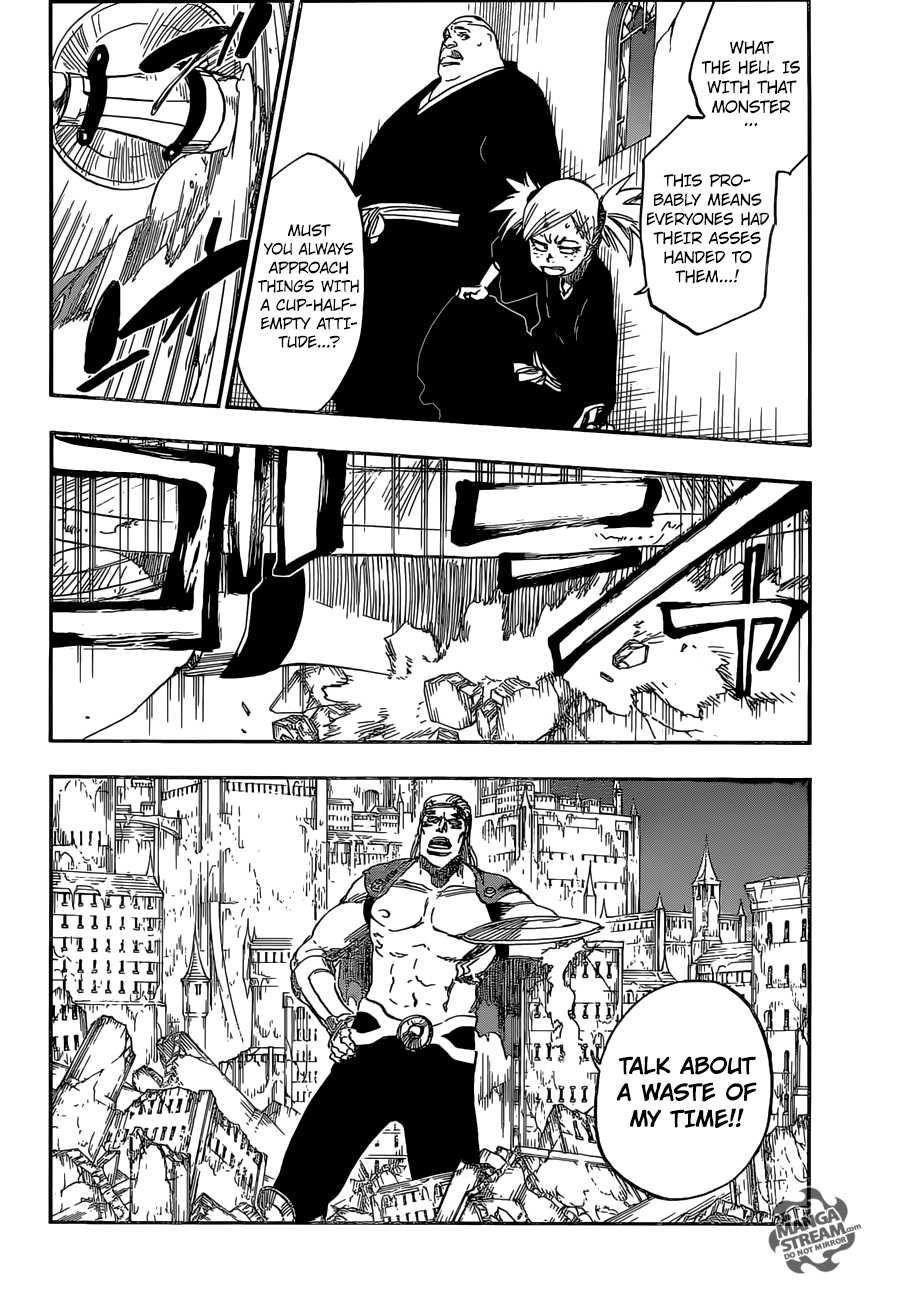 WHAT
THE HELL IS
WITH THAT
MONSTER
...
THIS PRO-
BABLY MEANS
EVERYONES HAD
THEIR ASSES
HANDED TO
THEM...!
MUST
YOU ALWAYS
APPROACH
THINGS WITH
A CUP-HALF-
EMPTY ATTI-
TUDE...?
TALK ABOUT
A WASTE OF
MY TIME!!
MANGA
STREAM.com
DO NOT MIRROR